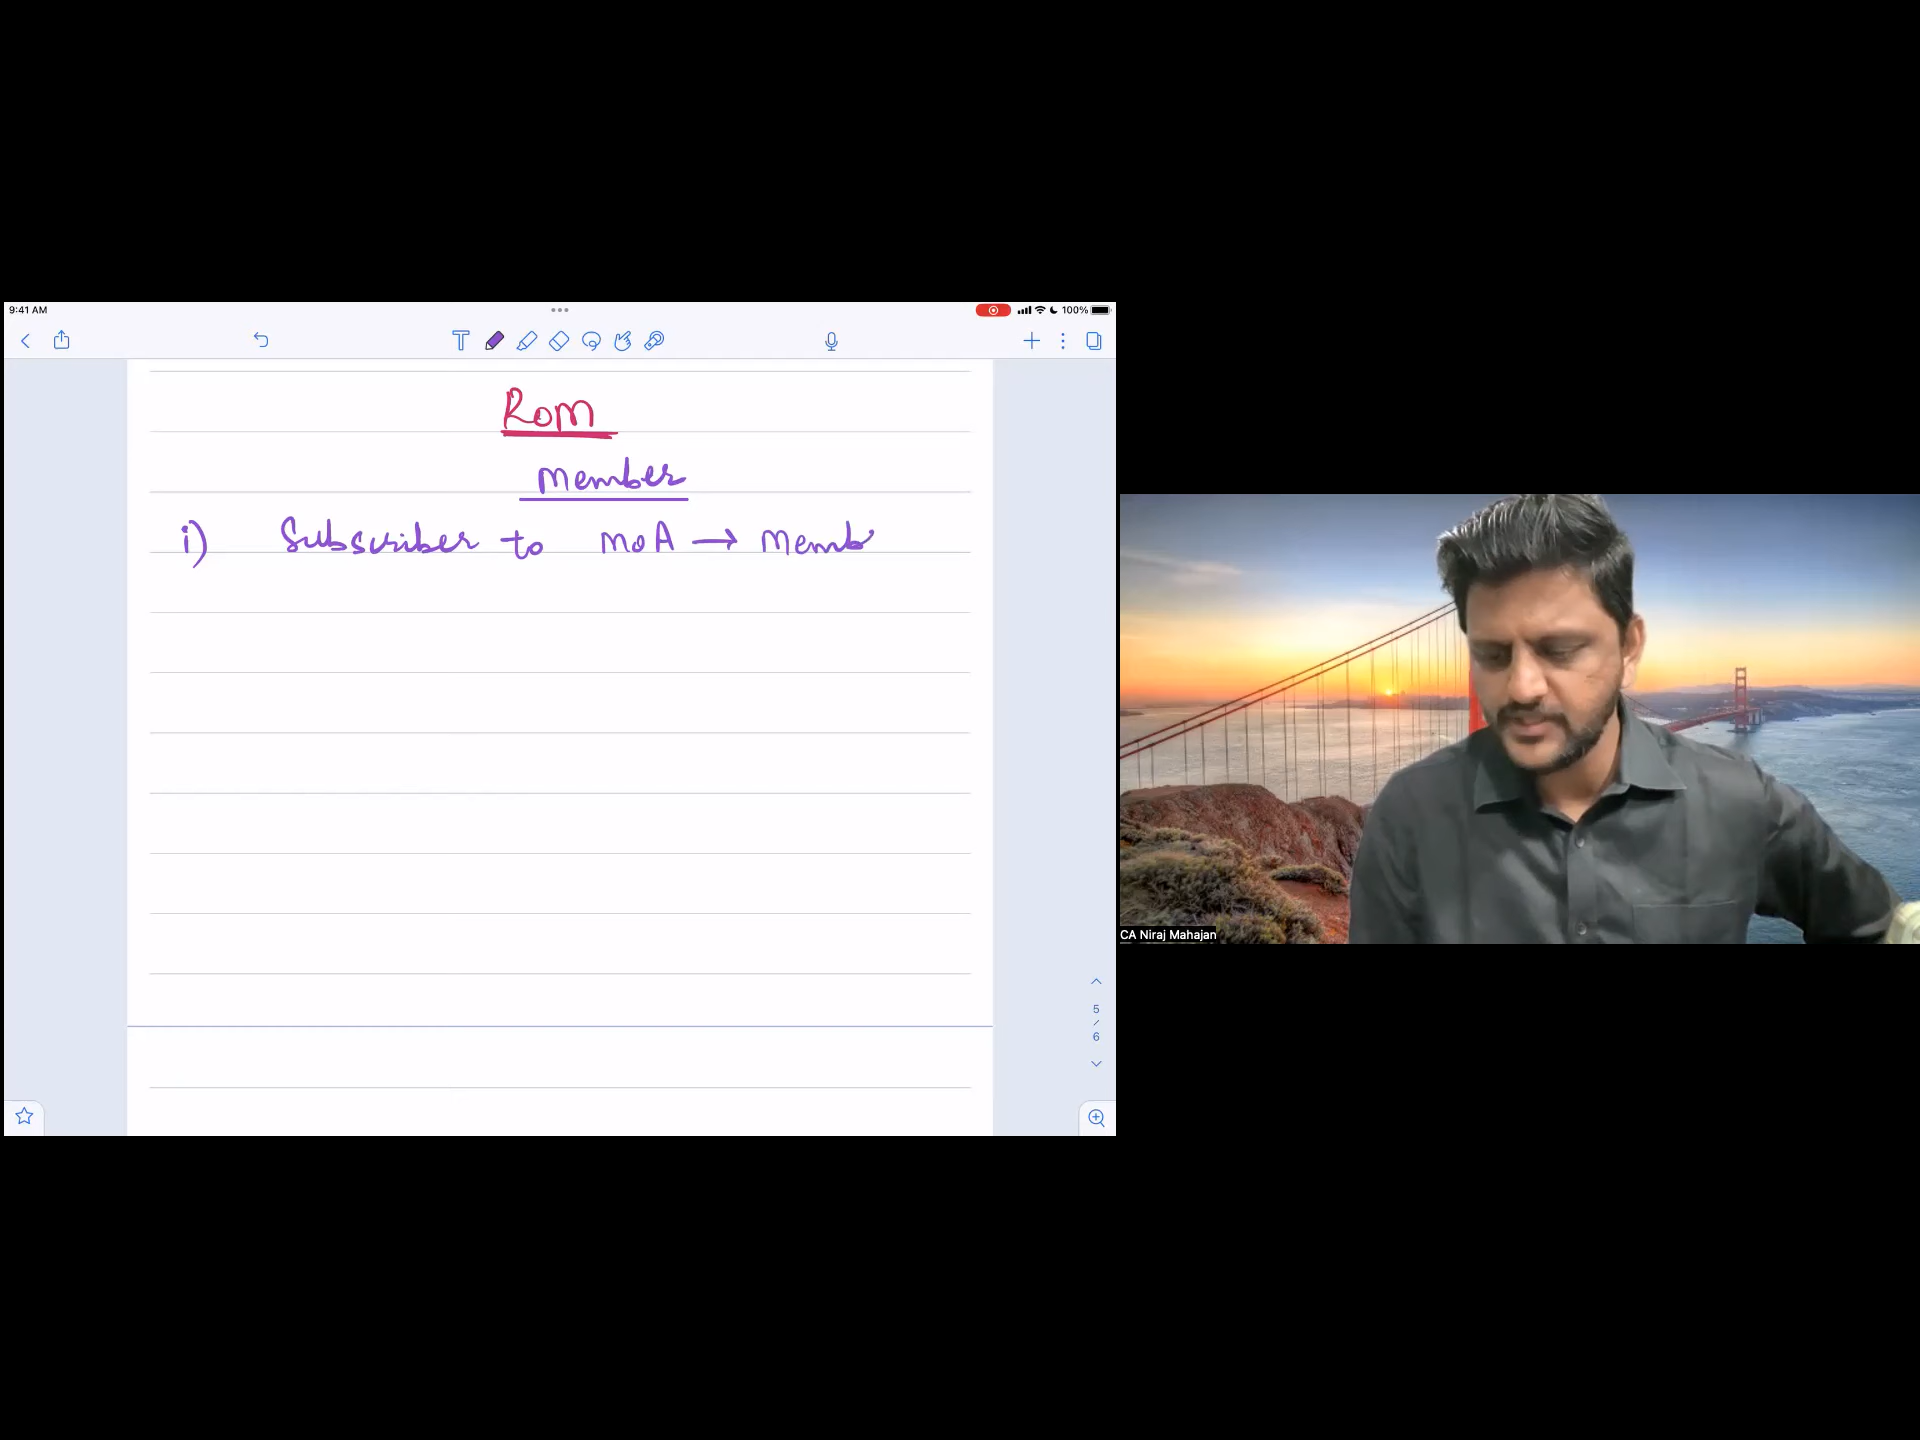 9:41 AM
100%
ROM
Member
i) Subscriber to MOA → Memb
CA Niraj Mahajan
5
/
6